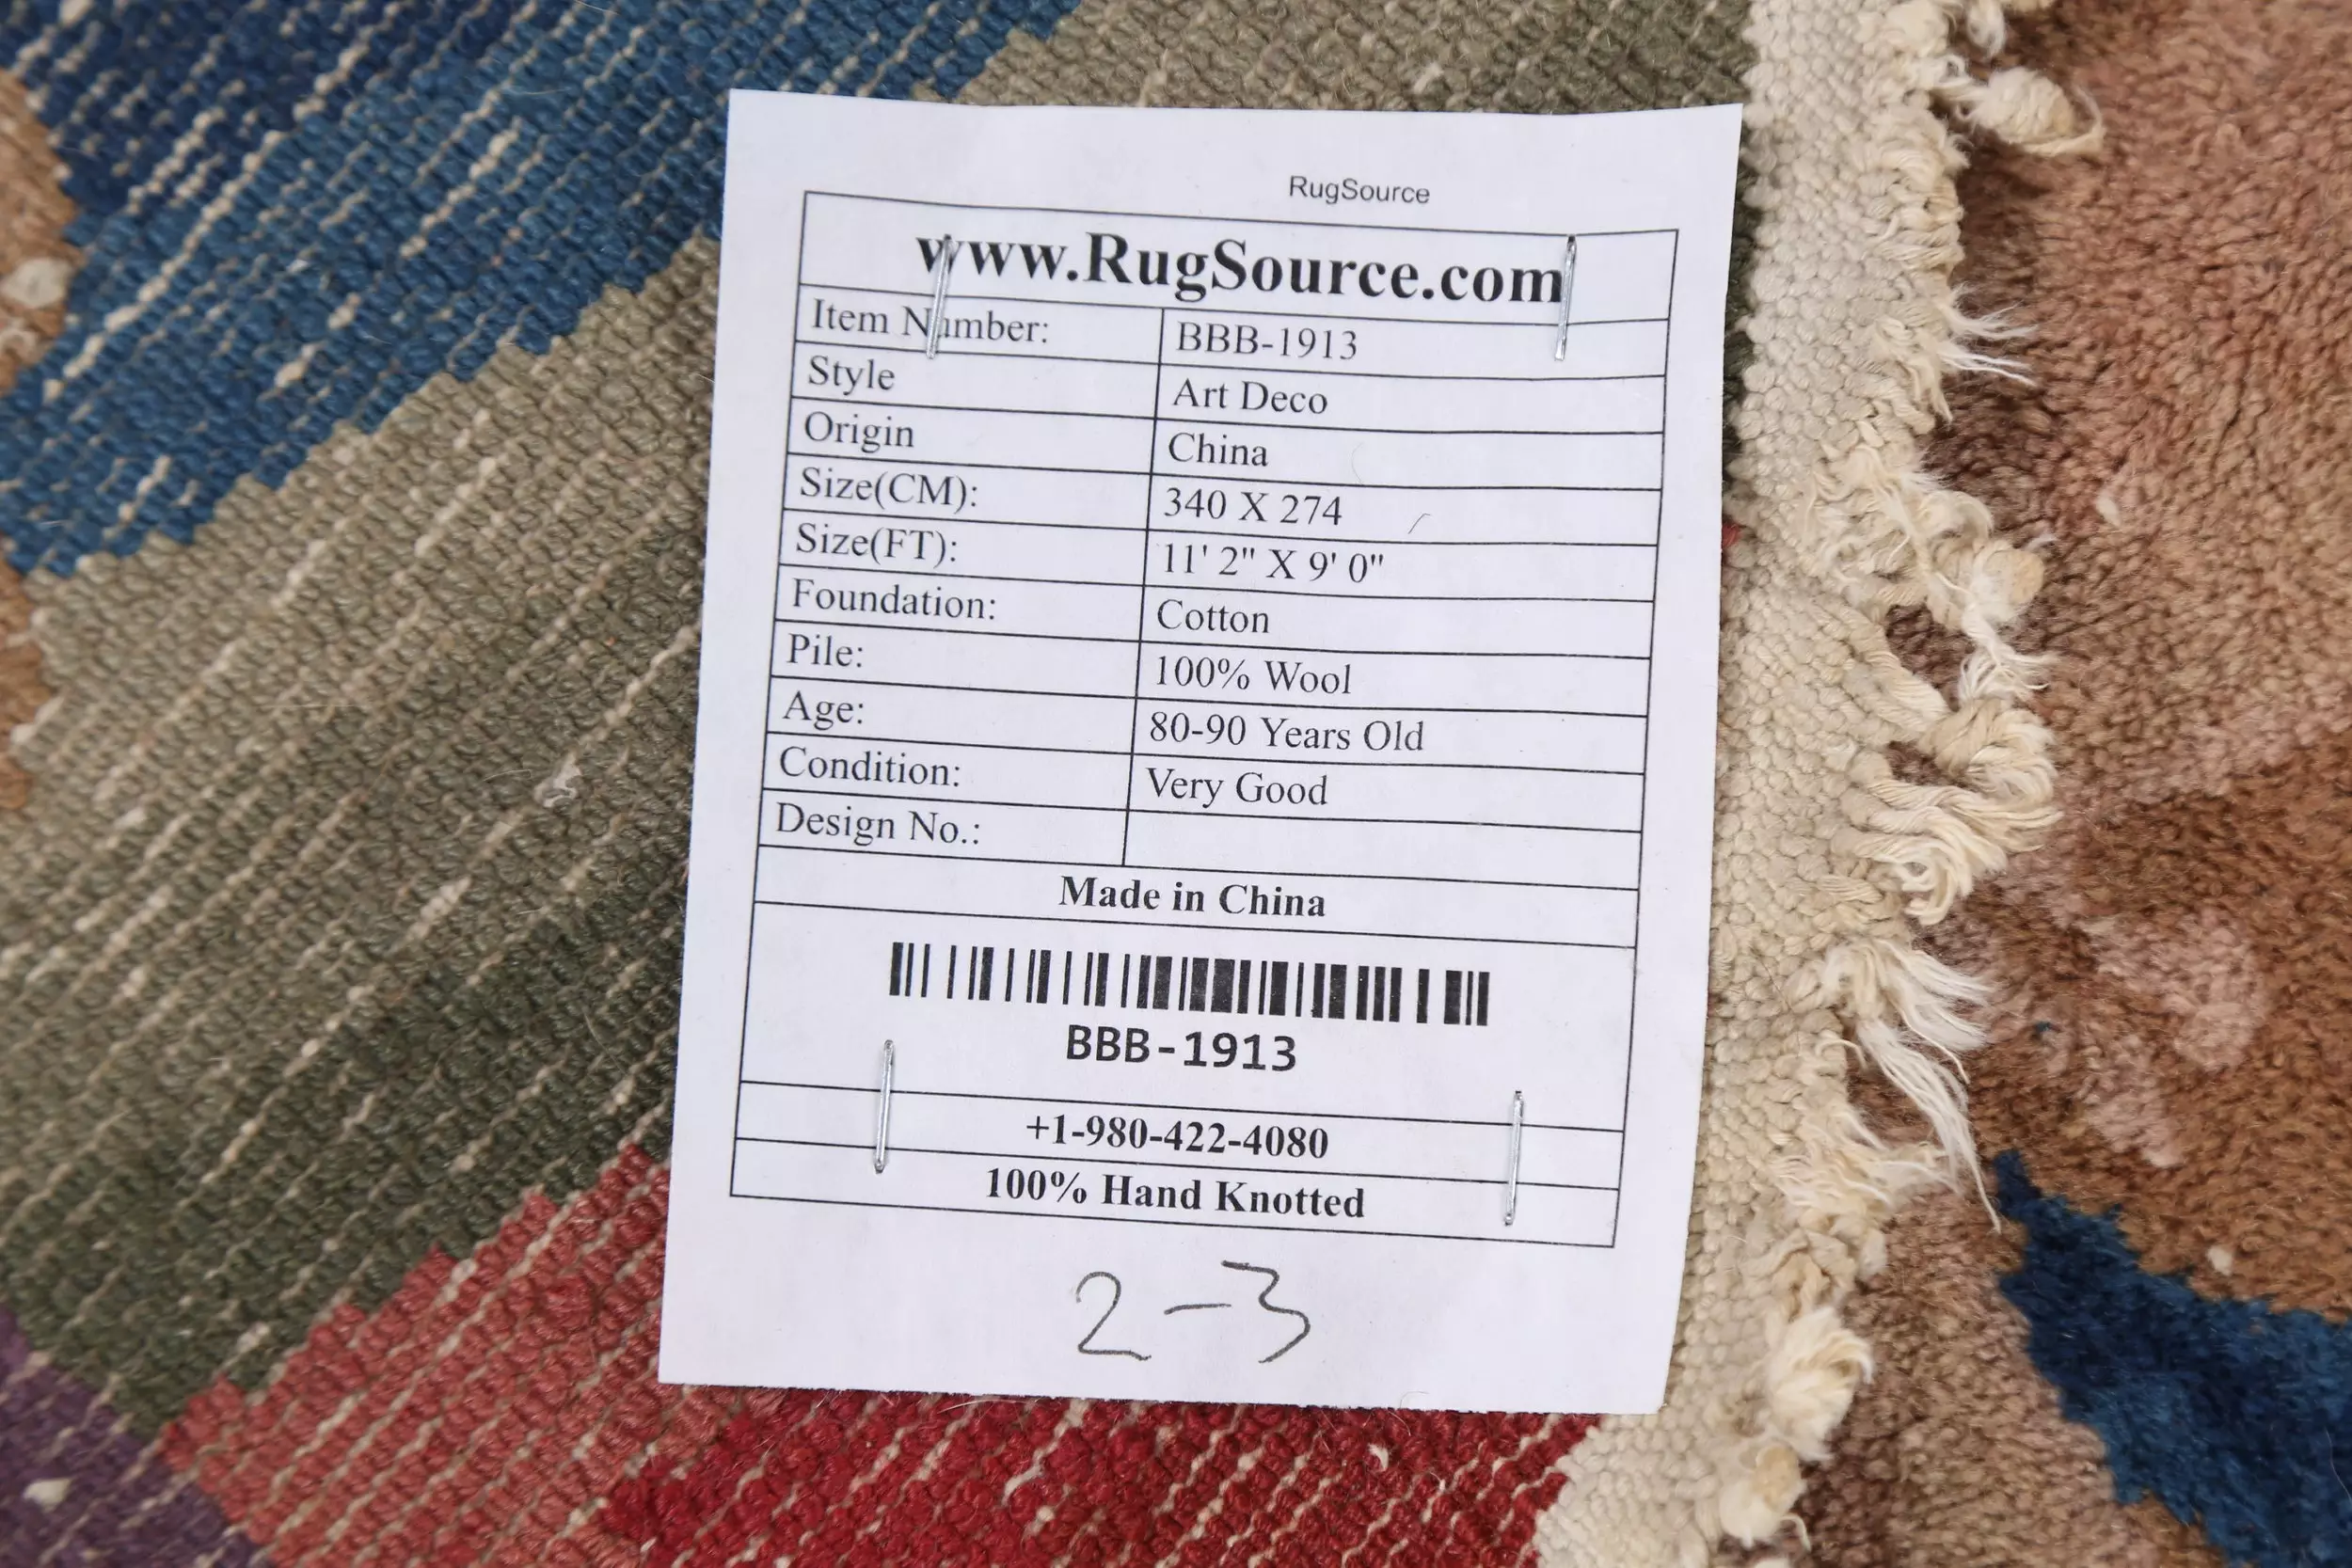 RugSource
www.RugSource.com
Item Number: BBB-1913
Style Art Deco
Origin China
Size(CM): 340 X 274
Size(FT): 11' 2" X 9' 0"
Foundation: Cotton
Pile: 100% Wool
Age: 80-90 Years Old
Condition: Very Good
Design No.:
Made in China
BBB-1913
+1-980-422-4080
100% Hand Knotted
2-3